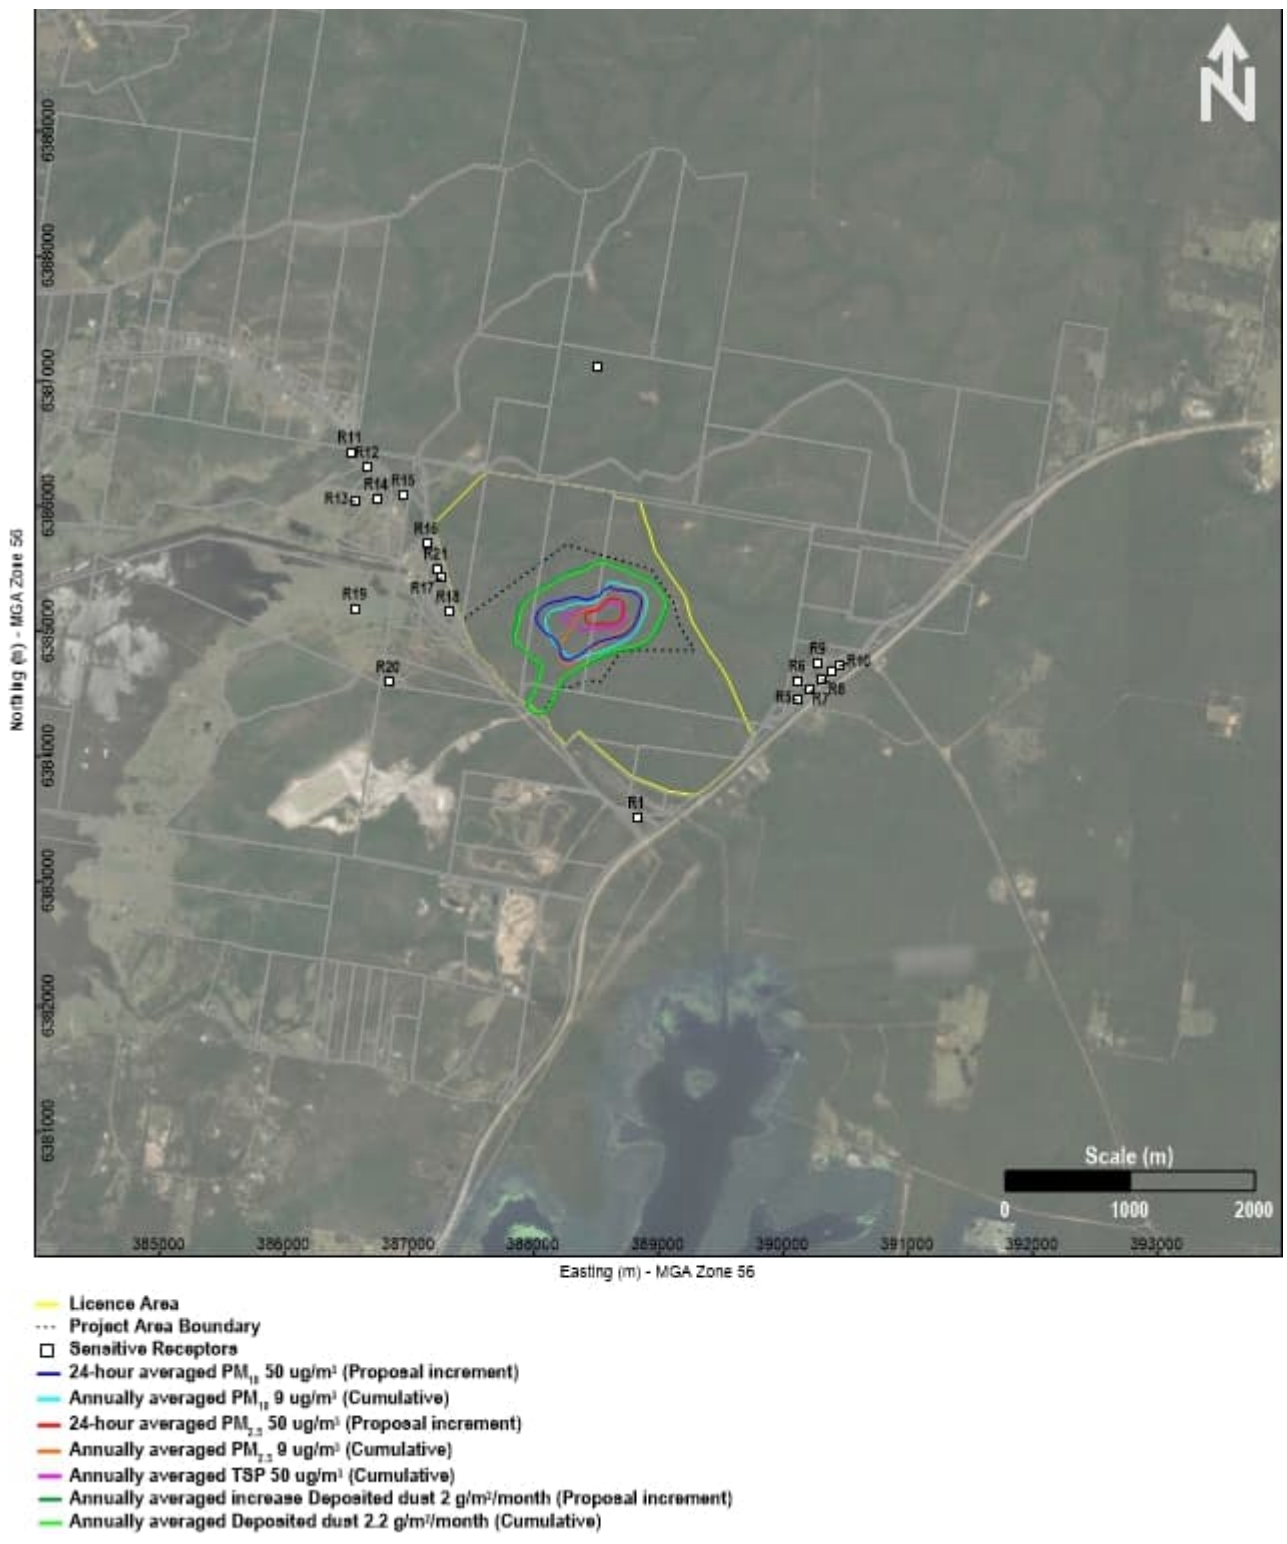 N
6389000
6388000
6387000
6386000
6385000
6384000
6383000
6382000
6381000
Northing (m) - MGA Zone 56
R11
R12
R13
R14
R15
R16
R21
R17
R18
R19
R20
R9
R10
R6
R8
R5
R7
R1
Scale (m)
0 1000 2000
385000 386000 387000 388000 389000 390000 391000 392000 393000
Easting (m) - MGA Zone 56
Licence Area
Project Area Boundary
Sensitive Receptors
24-hour averaged PM₁₀ 50 ug/m³ (Proposal increment)
Annually averaged PM₁₀ 9 ug/m³ (Cumulative)
24-hour averaged PM₂.₅ 50 ug/m³ (Proposal increment)
Annually averaged PM₂.₅ 9 ug/m³ (Cumulative)
Annually averaged TSP 50 ug/m³ (Cumulative)
Annually averaged increase Deposited dust 2 g/m²/month (Proposal increment)
Annually averaged Deposited dust 2.2 g/m²/month (Cumulative)